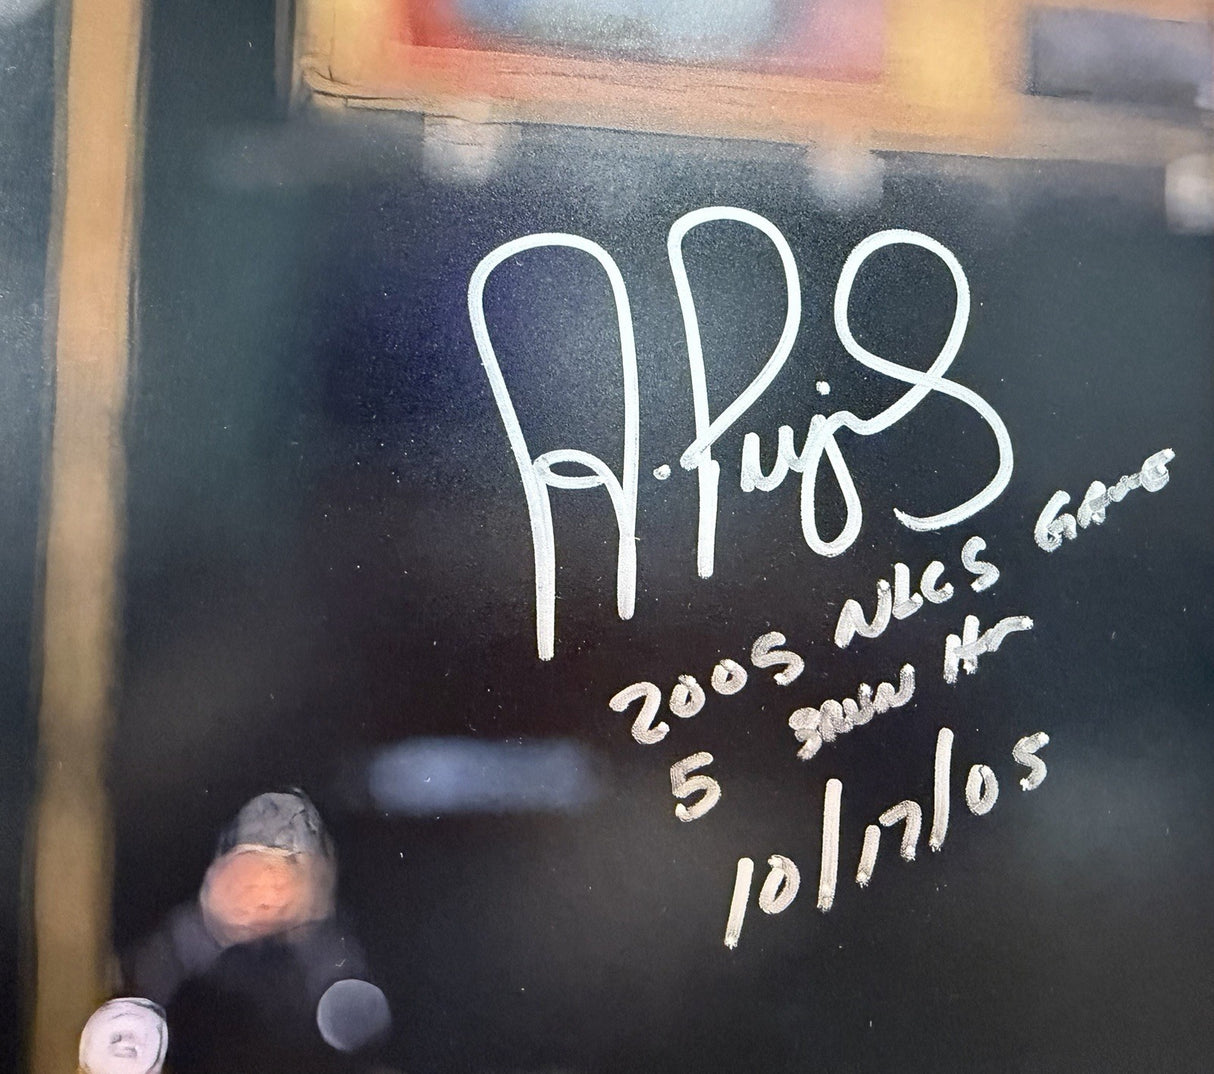 A. Pujols
2005 NLCS GAME
5 3RUN HR
10/17/05